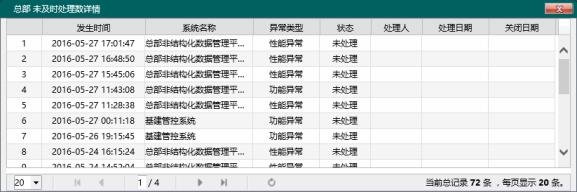 总部 未及时处理数详情
发生时间 系统名称 异常类型 状态 处理人 处理日期 关闭日期
1 2016-05-27 17:01:47 总部非结构化数据管理平... 性能异常 未处理
2 2016-05-27 16:48:50 总部非结构化数据管理平... 性能异常 未处理
3 2016-05-27 15:45:06 总部非结构化数据管理平... 性能异常 未处理
4 2016-05-27 11:43:08 总部非结构化数据管理平... 功能异常 未处理
5 2016-05-27 11:28:38 总部非结构化数据管理平... 性能异常 未处理
6 2016-05-27 00:11:18 基建管控系统 功能异常 未处理
7 2016-05-26 19:15:45 基建管控系统 功能异常 未处理
8 2016-05-24 16:15:24 总部非结构化数据管理平... 性能异常 未处理
9 2016-05-24 14:52:04 总部非结构化数据管理平... 性能异常 未处理
20 1 / 4 当前总记录 72 条 ，每页显示 20 条。